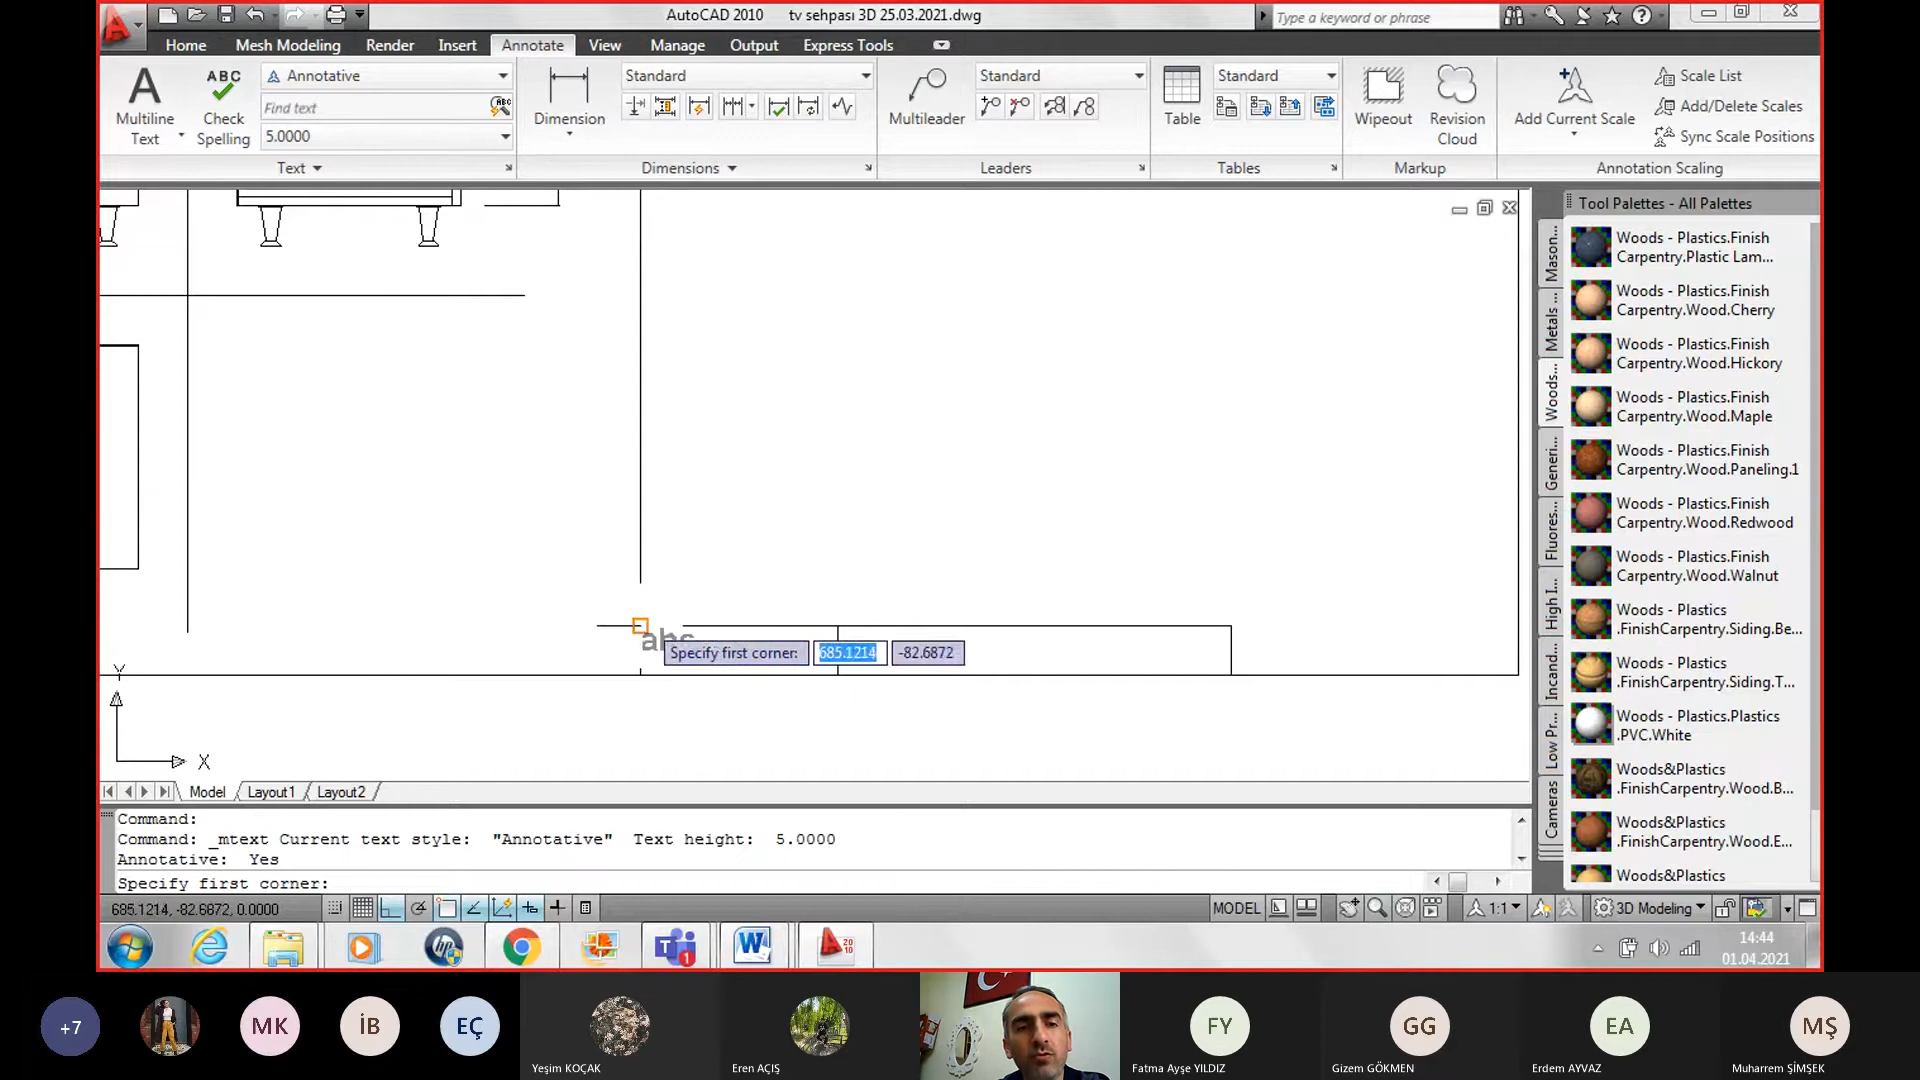 AutoCAD 2010 tv sehpası 3D 25.03.2021.dwg
Type a keyword or phrase
Home Mesh Modeling Render Insert Annotate View Manage Output Express Tools
Multiline Text
ABC
Check Spelling
Annotative
Find text
5.0000
Text
Dimension
Standard
Dimensions
Multileader
Standard
Leaders
Table
Standard
Tables
Wipeout
Revision Cloud
Markup
Add Current Scale
Scale List
Add/Delete Scales
Sync Scale Positions
Annotation Scaling
Tool Palettes - All Palettes
Mason...
Metals ...
Woods...
Generi...
Fluores...
High I...
Incand...
Low Pr...
Cameras
Woods - Plastics.Finish
Carpentry.Plastic Lam...
Woods - Plastics.Finish
Carpentry.Wood.Cherry
Woods - Plastics.Finish
Carpentry.Wood.Hickory
Woods - Plastics.Finish
Carpentry.Wood.Maple
Woods - Plastics.Finish
Carpentry.Wood.Paneling.1
Woods - Plastics.Finish
Carpentry.Wood.Redwood
Woods - Plastics.Finish
Carpentry.Wood.Walnut
Woods - Plastics
.FinishCarpentry.Siding.Be...
Woods - Plastics
.FinishCarpentry.Siding.T...
Woods - Plastics.Plastics
.PVC.White
Woods&Plastics
.FinishCarpentry.Wood.B...
Woods&Plastics
.FinishCarpentry.Wood.E...
Woods&Plastics
abc
Specify first corner: 685.1214 -82.6872
Y
X
Model Layout1 Layout2
Command:
Command: _mtext Current text style: "Annotative" Text height: 5.0000
Annotative: Yes
Specify first corner:
685.1214, -82.6872, 0.0000
MODEL 1:1 3D Modeling
14:44
01.04.2021
+7
MK
İB
EÇ
Yeşim KOÇAK
Eren AÇIŞ
FY
Fatma Ayşe YILDIZ
GG
Gizem GÖKMEN
EA
Erdem AYVAZ
MŞ
Muharrem ŞİMŞEK